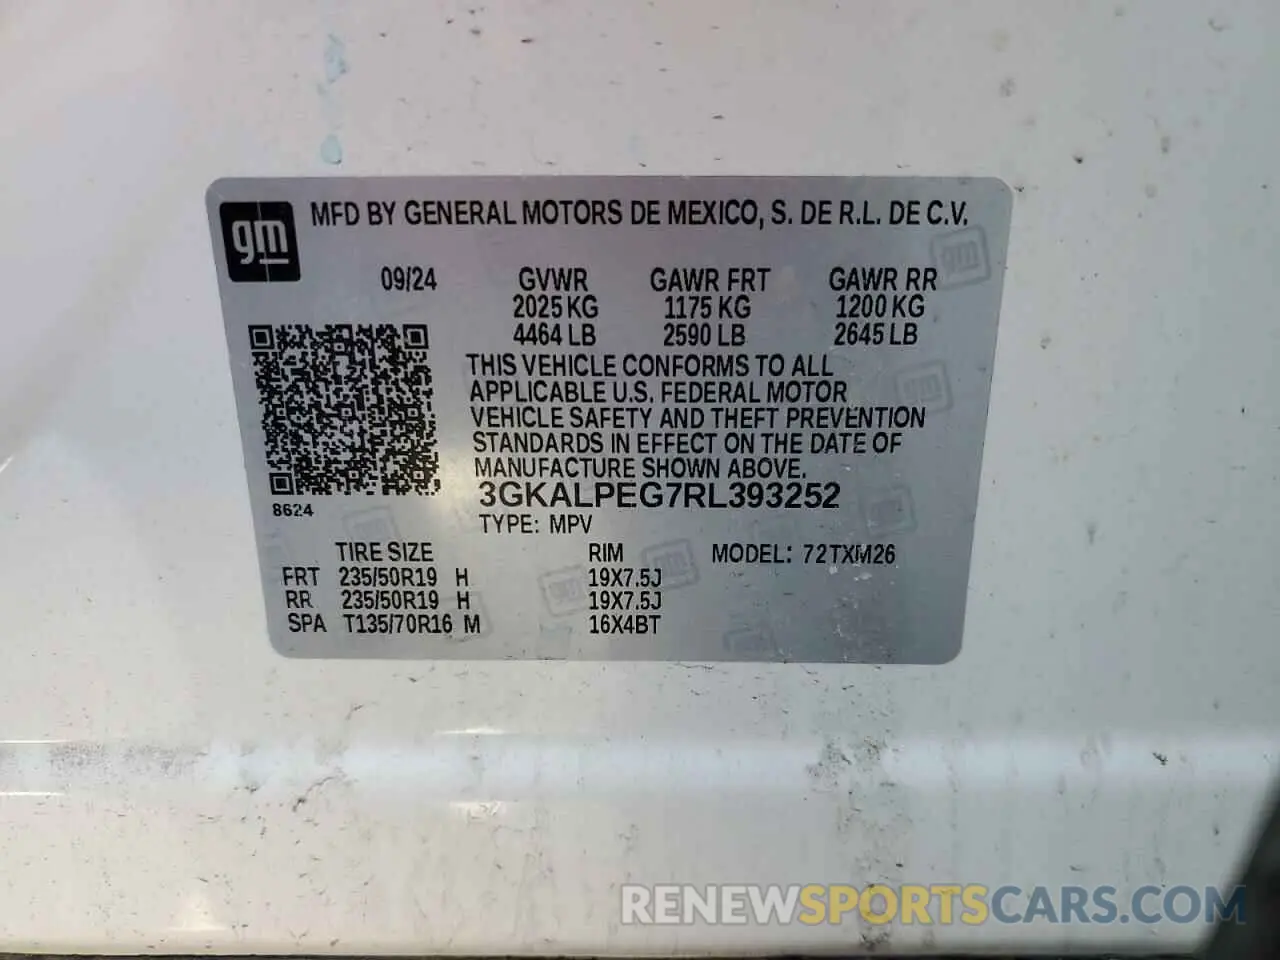 gm
MFD BY GENERAL MOTORS DE MEXICO, S. DE R.L. DE C.V.
09/24 GVWR GAWR FRT GAWR RR
2025 KG 1175 KG 1200 KG
4464 LB 2590 LB 2645 LB
THIS VEHICLE CONFORMS TO ALL
APPLICABLE U.S. FEDERAL MOTOR
VEHICLE SAFETY AND THEFT PREVENTION
STANDARDS IN EFFECT ON THE DATE OF
MANUFACTURE SHOWN ABOVE.
3GKALPEG7RL393252
8624
TYPE: MPV
TIRE SIZE RIM MODEL: 72TXM26
FRT 235/50R19 H 19X7.5J
RR 235/50R19 H 19X7.5J
SPA T135/70R16 M 16X4BT
RENEWSPORTSCARS.COM